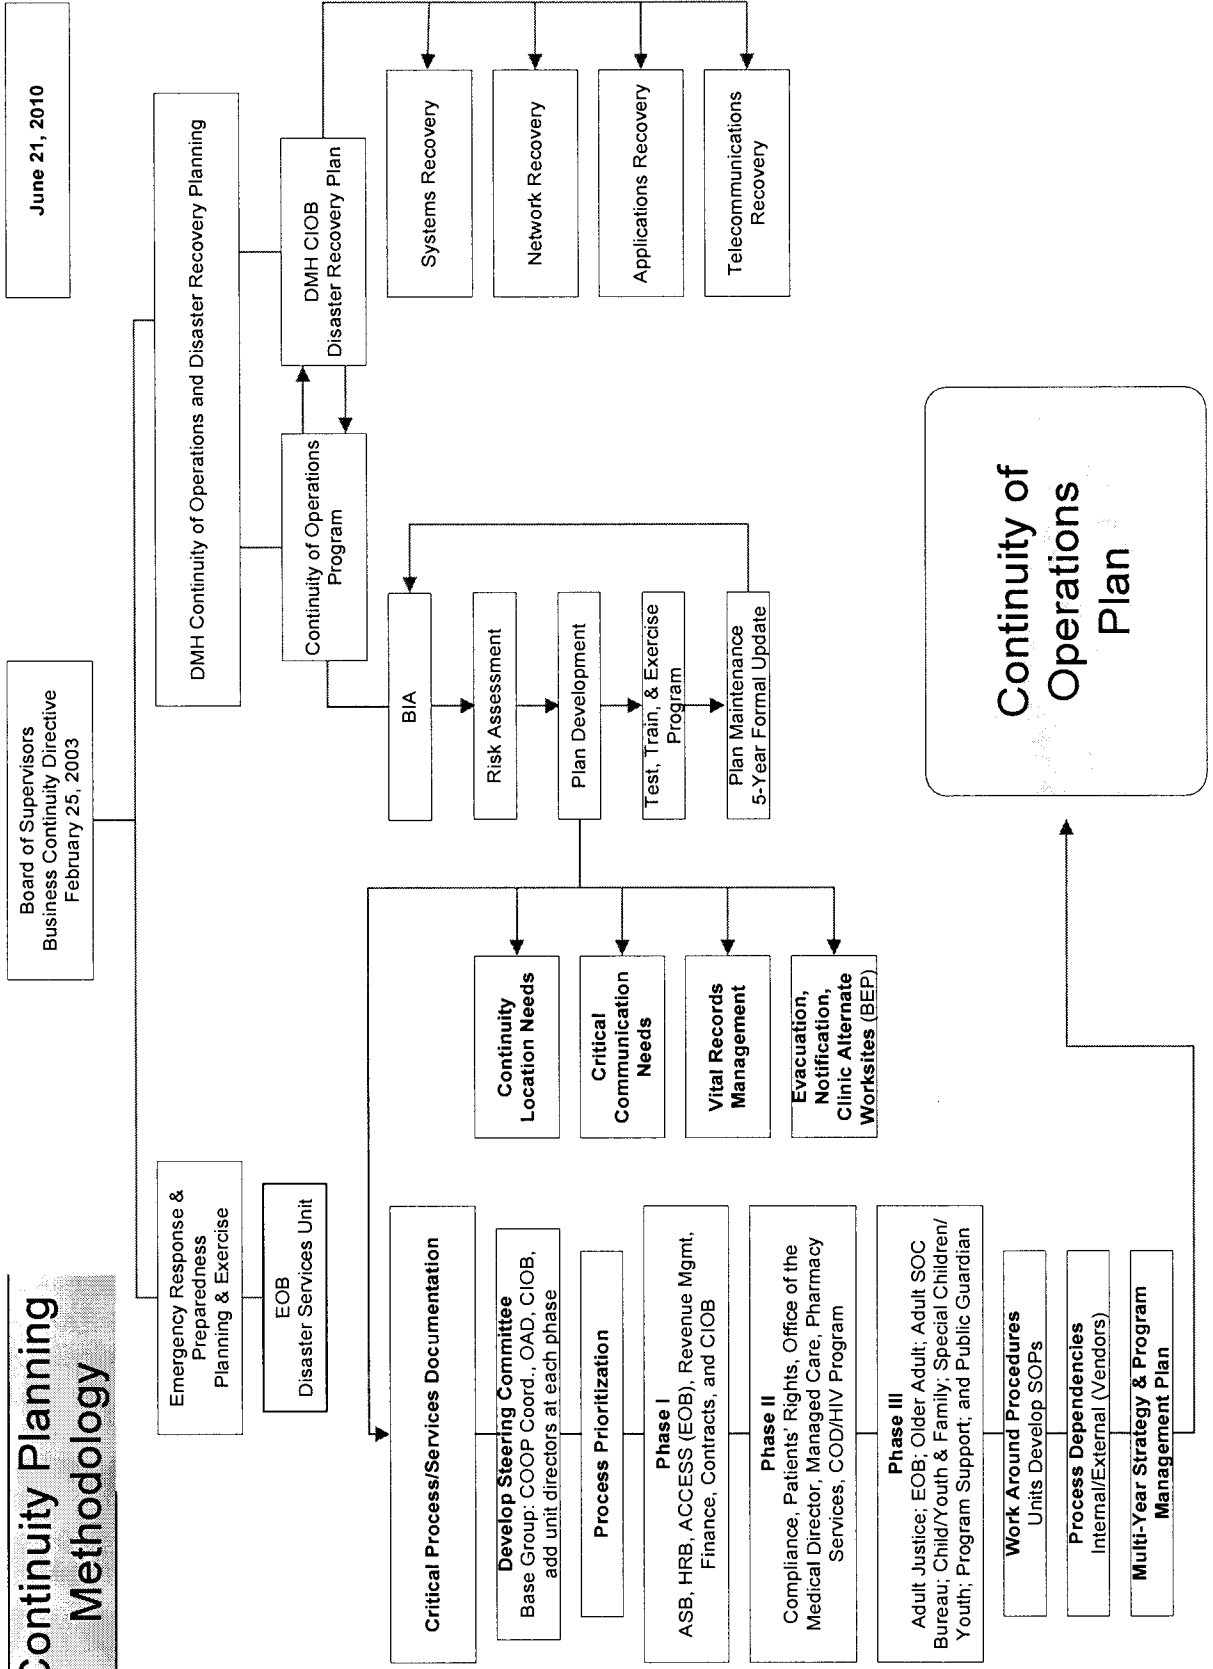 Continuity Planning
Methodology
Board of Supervisors
Business Continuity Directive
February 25, 2003
June 21, 2010
Emergency Response &
Preparedness
Planning & Exercise
EOB
Disaster Services Unit
DMH Continuity of Operations and Disaster Recovery Planning
Continuity of Operations
Program
DMH CIOB
Disaster Recovery Plan
BIA
Risk Assessment
Plan Development
Test, Train, & Exercise
Program
Plan Maintenance
5-Year Formal Update
Systems Recovery
Network Recovery
Applications Recovery
Telecommunications
Recovery
Continuity
Location Needs
Critical
Communication
Needs
Vital Records
Management
Evacuation,
Notification,
Clinic Alternate
Worksites (BEP)
Critical Process/Services Documentation
Develop Steering Committee
Base Group: COOP Coord., OAD, CIOB,
add unit directors at each phase
Process Prioritization
Phase I
ASB, HRB, ACCESS (EOB), Revenue Mgmt,
Finance, Contracts, and CIOB
Phase II
Compliance, Patients' Rights, Office of the
Medical Director, Managed Care, Pharmacy
Services, COD/HIV Program
Phase III
Adult Justice; EOB; Older Adult; Adult SOC
Bureau; Child/Youth & Family; Special Children/
Youth; Program Support; and Public Guardian
Work Around Procedures
Units Develop SOPs
Process Dependencies
Internal/External (Vendors)
Multi-Year Strategy & Program
Management Plan
Continuity of
Operations
Plan